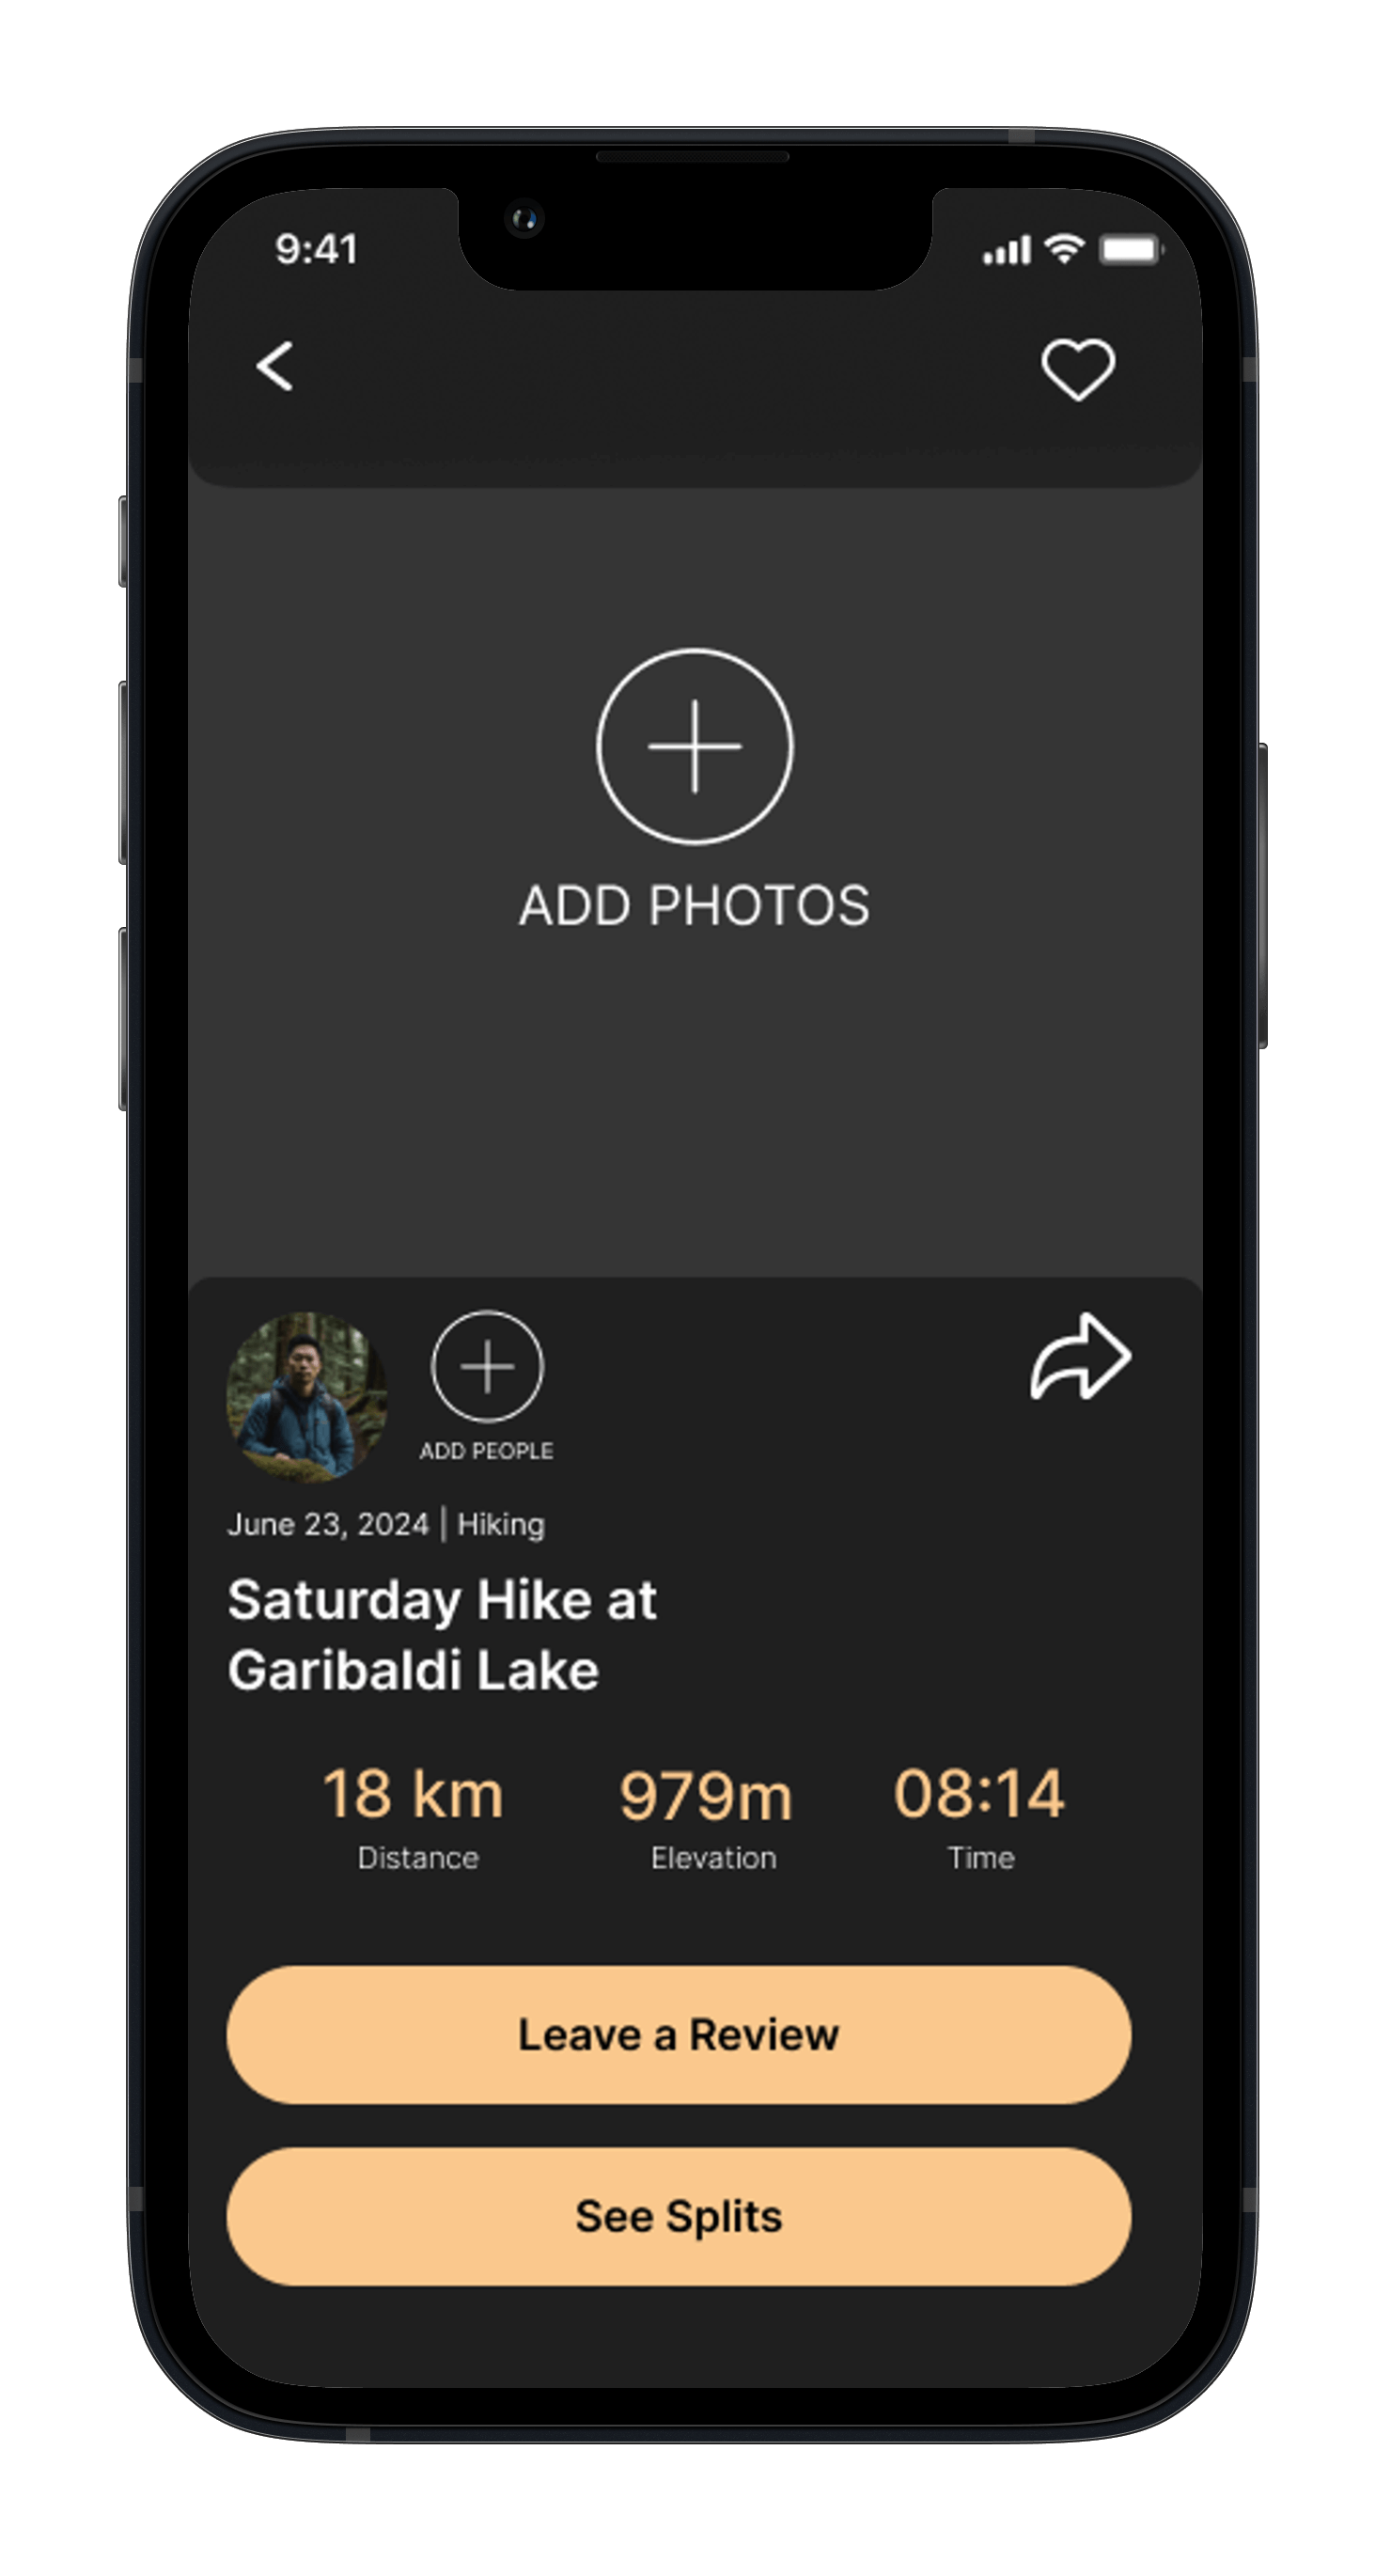 9:41
ADD PHOTOS
ADD PEOPLE
June 23, 2024 | Hiking
Saturday Hike at
Garibaldi Lake
18 km 979m 08:14
Distance Elevation Time
Leave a Review
See Splits